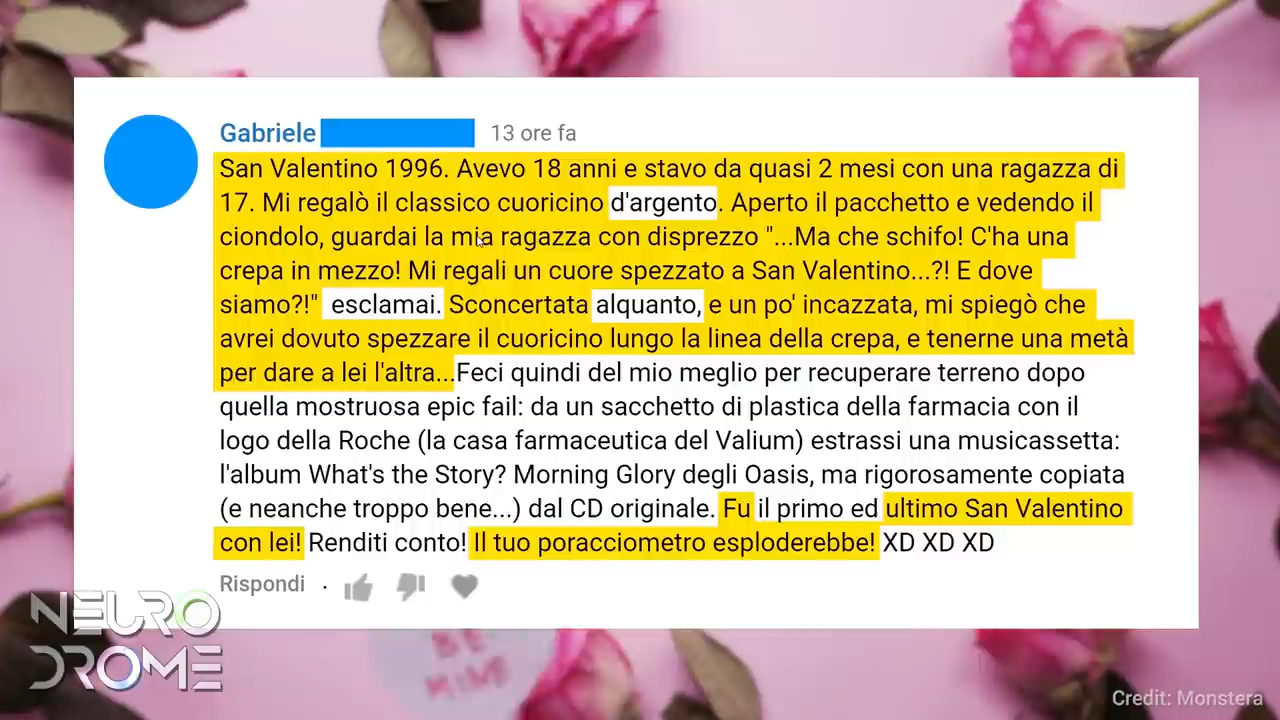 Gabriele 13 ore fa
San Valentino 1996. Avevo 18 anni e stavo da quasi 2 mesi con una ragazza di
17. Mi regalò il classico cuoricino d'argento. Aperto il pacchetto e vedendo il
ciondolo, guardai la mia ragazza con disprezzo "...Ma che schifo! C'ha una
crepa in mezzo! Mi regali un cuore spezzato a San Valentino...?! E dove
siamo?!" esclamai. Sconcertata alquanto, e un po' incazzata, mi spiegò che
avrei dovuto spezzare il cuoricino lungo la linea della crepa, e tenerne una metà
per dare a lei l'altra...Feci quindi del mio meglio per recuperare terreno dopo
quella mostruosa epic fail: da un sacchetto di plastica della farmacia con il
logo della Roche (la casa farmaceutica del Valium) estrassi una musicassetta:
l'album What's the Story? Morning Glory degli Oasis, ma rigorosamente copiata
(e neanche troppo bene...) dal CD originale. Fu il primo ed ultimo San Valentino
con lei! Renditi conto! Il tuo poracciometro esploderebbe! XD XD XD
Rispondi ·
NEURO
DROME
BE
MINE
Credit: Monstera